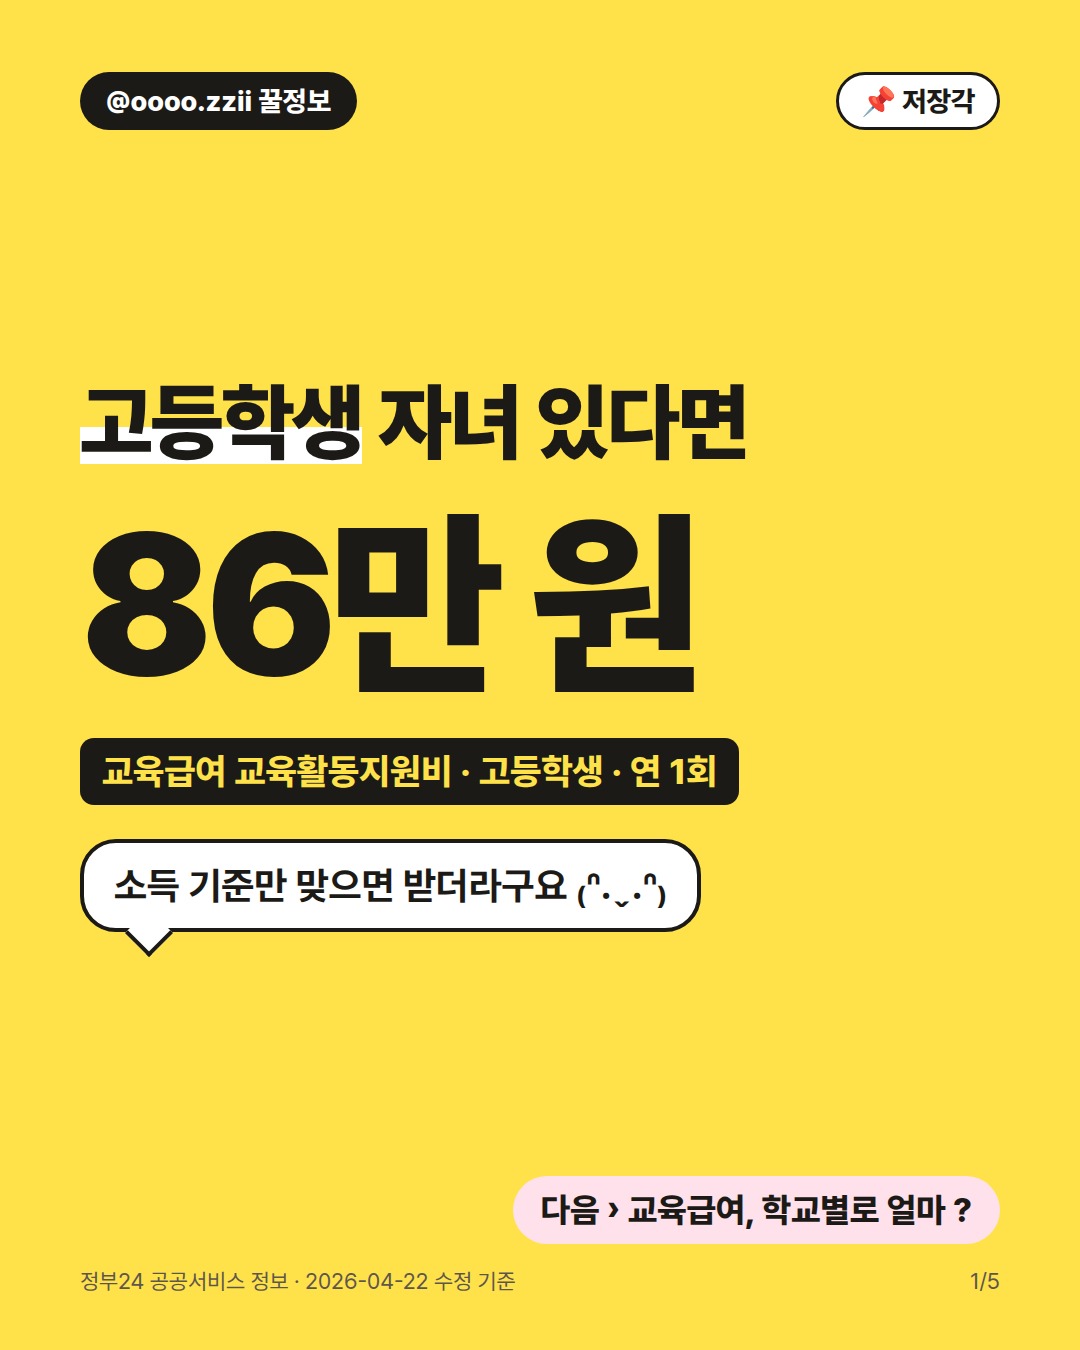 @oooo.zzii 꿀정보
📌 저장각
고등학생 자녀 있다면
86만 원
교육급여 교육활동지원비 · 고등학생 · 연 1회
소득 기준만 맞으면 받더라구요 ₍ᐢ.ˬ.ᐢ₎
다음 › 교육급여, 학교별로 얼마 ?
정부24 공공서비스 정보 · 2026-04-22 수정 기준
1/5